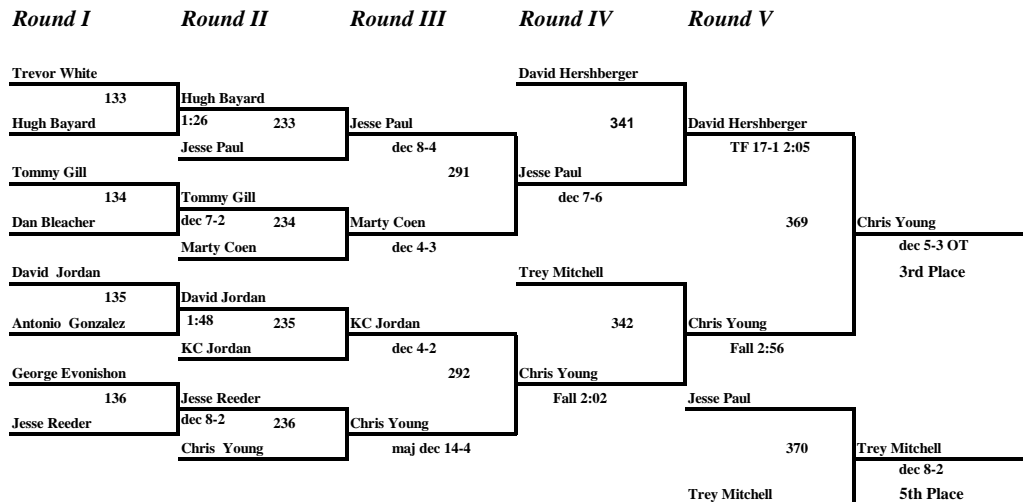 Round I Round II Round III Round IV Round V
Trevor White David Hershberger
133 Hugh Bayard
Hugh Bayard 1:26 233 Jesse Paul 341 David Hershberger
Jesse Paul dec 8-4 TF 17-1 2:05
Tommy Gill 291 Jesse Paul
134 Tommy Gill dec 7-6
Dan Bleacher dec 7-2 234 Marty Coen 369 Chris Young
Marty Coen dec 4-3 dec 5-3 OT
David Jordan Trey Mitchell 3rd Place
135 David Jordan
Antonio Gonzalez 1:48 235 KC Jordan 342 Chris Young
KC Jordan dec 4-2 Fall 2:56
George Evonishon 292 Chris Young
136 Jesse Reeder Fall 2:02 Jesse Paul
Jesse Reeder dec 8-2 236 Chris Young
Chris Young maj dec 14-4 370 Trey Mitchell
dec 8-2
Trey Mitchell 5th Place